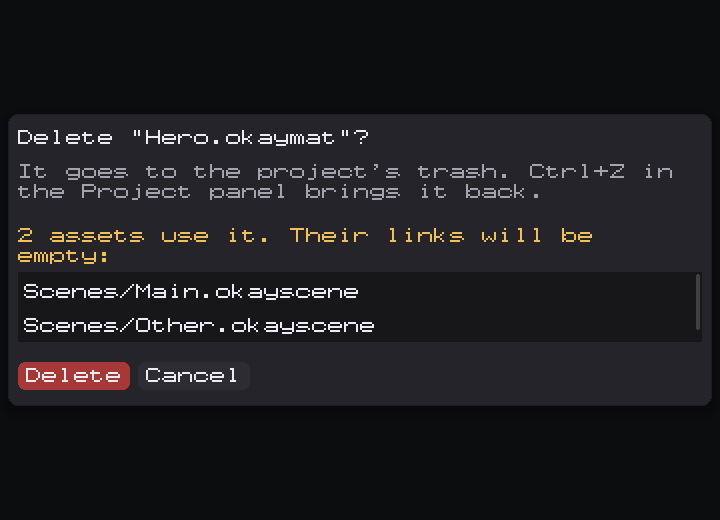 Delete "Hero.okaymat"?
It goes to the project's trash. Ctrl+Z in
the Project panel brings it back.
2 assets use it. Their links will be
empty:
Scenes/Main.okayscene
Scenes/Other.okayscene
Delete
Cancel